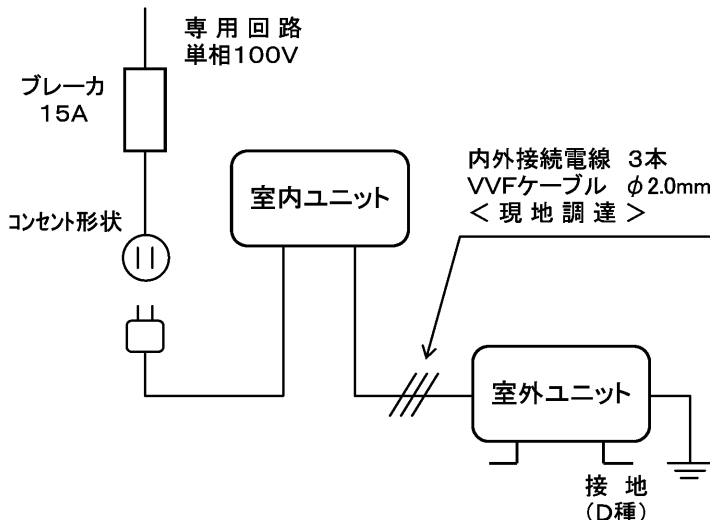 専用回路
単相100V
ブレーカ
15A
コンセント形状
室内ユニット
内外接続電線 3本
VVFケーブル φ2.0mm
＜現地調達＞
室外ユニット
接地
（D種）